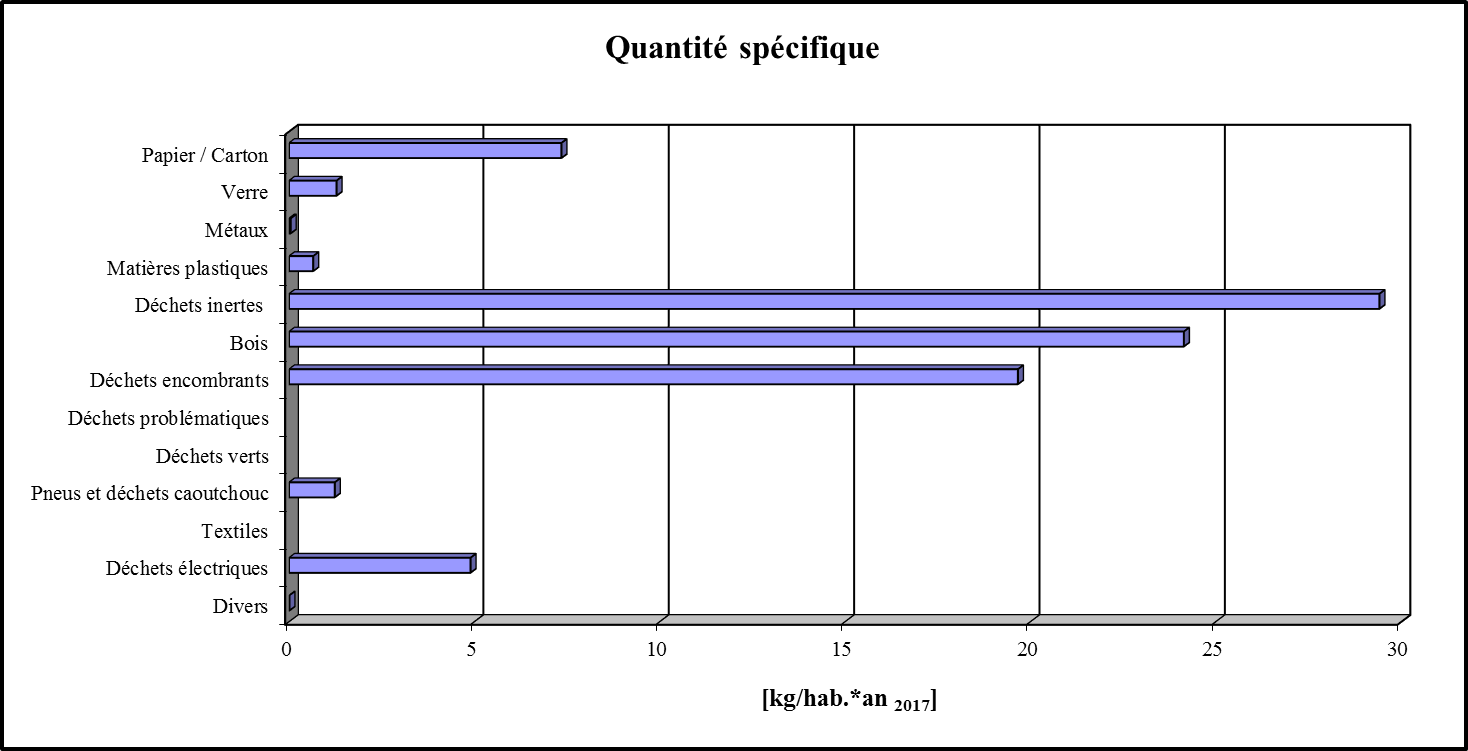 Quantité spécifique
Papier / Carton
Verre
Métaux
Matières plastiques
Déchets inertes
Bois
Déchets encombrants
Déchets problématiques
Déchets verts
Pneus et déchets caoutchouc
Textiles
Déchets électriques
Divers
0 5 10 15 20 25 30
[kg/hab.*an 2017]